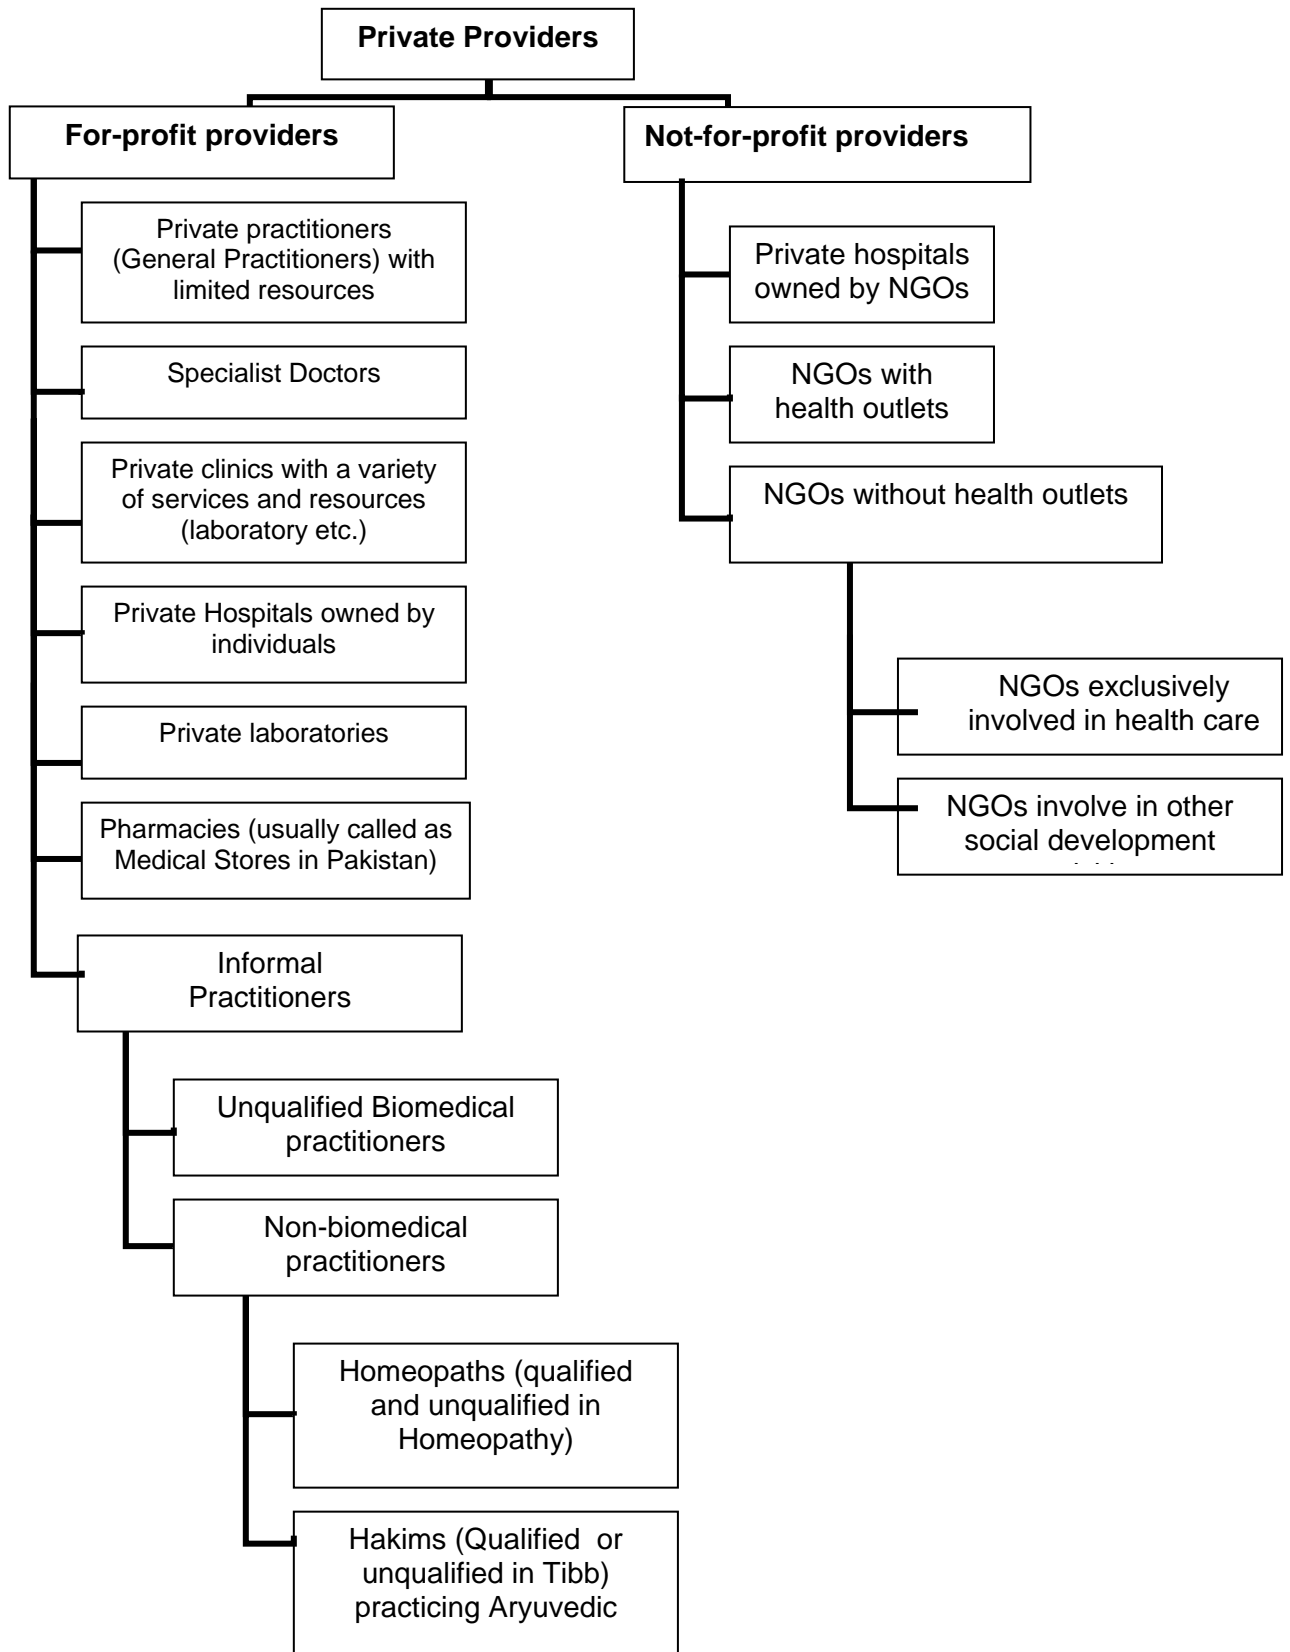 Private Providers
For-profit providers
Private practitioners
(General Practitioners) with
limited resources
Specialist Doctors
Private clinics with a variety
of services and resources
(laboratory etc.)
Private Hospitals owned by
individuals
Private laboratories
Pharmacies (usually called as
Medical Stores in Pakistan)
Informal
Practitioners
Unqualified Biomedical
practitioners
Non-biomedical
practitioners
Homeopaths (qualified
and unqualified in
Homeopathy)
Hakims (Qualified or
unqualified in Tibb)
practicing Aryuvedic
Not-for-profit providers
Private hospitals
owned by NGOs
NGOs with
health outlets
NGOs without health outlets
NGOs exclusively
involved in health care
NGOs involve in other
social development